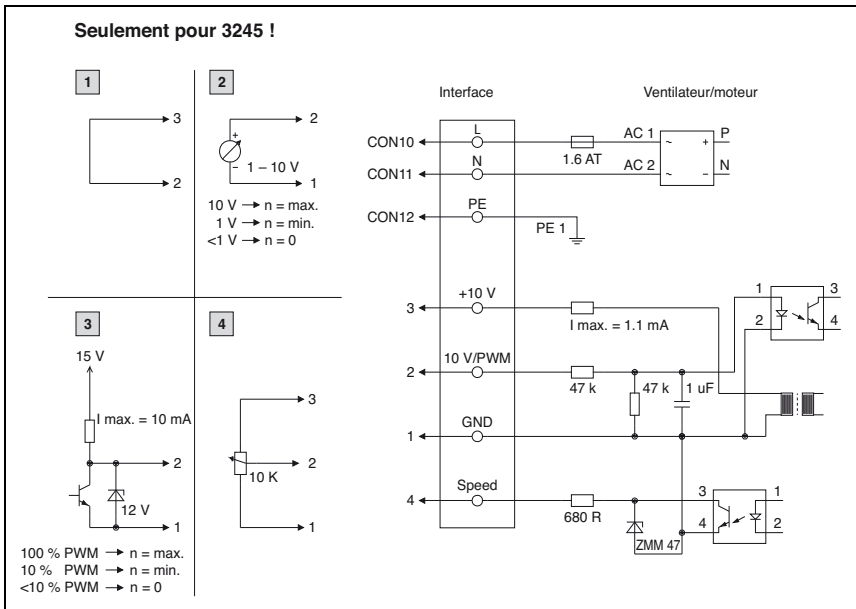 Seulement pour 3245 !
1
3
2
2
+
−
2
1 – 10 V
1
10 V → n = max.
1 V → n = min.
<1 V → n = 0
3
15 V
I max. = 10 mA
2
12 V
1
100 % PWM → n = max.
10 % PWM → n = min.
<10 % PWM → n = 0
4
3
2
10 K
1
Interface
Ventilateur/moteur
CON10
L
1.6 AT
AC 1
~
+
P
CON11
N
AC 2
~
−
N
CON12
PE
PE 1
3
+10 V
I max. = 1.1 mA
1
2
3
4
2
10 V/PWM
47 k
47 k
1 uF
1
GND
4
Speed
680 R
ZMM 47
3
4
1
2